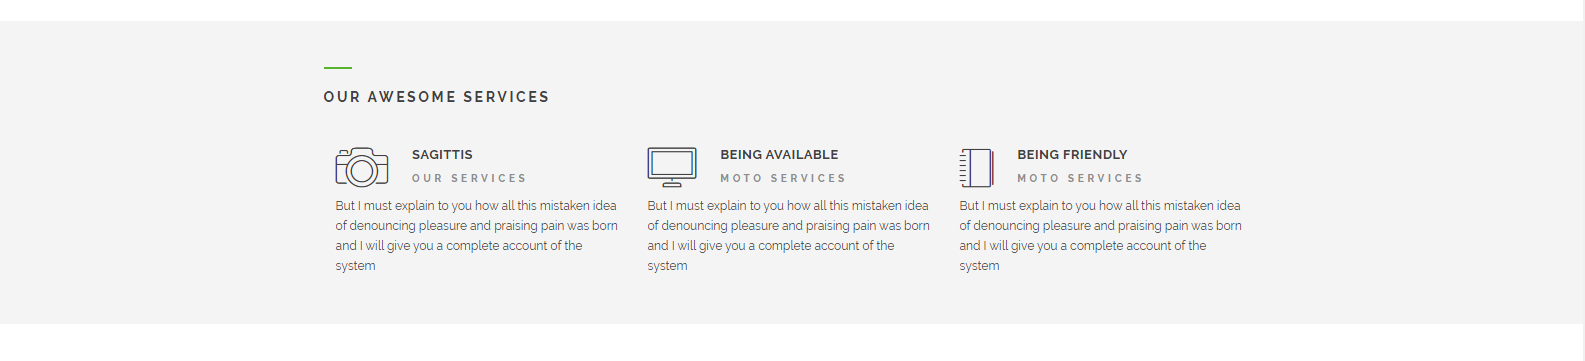 OUR AWESOME SERVICES
SAGITTIS
OUR SERVICES
But I must explain to you how all this mistaken idea
of denouncing pleasure and praising pain was born
and I will give you a complete account of the
system
BEING AVAILABLE
MOTO SERVICES
But I must explain to you how all this mistaken idea
of denouncing pleasure and praising pain was born
and I will give you a complete account of the
system
BEING FRIENDLY
MOTO SERVICES
But I must explain to you how all this mistaken idea
of denouncing pleasure and praising pain was born
and I will give you a complete account of the
system